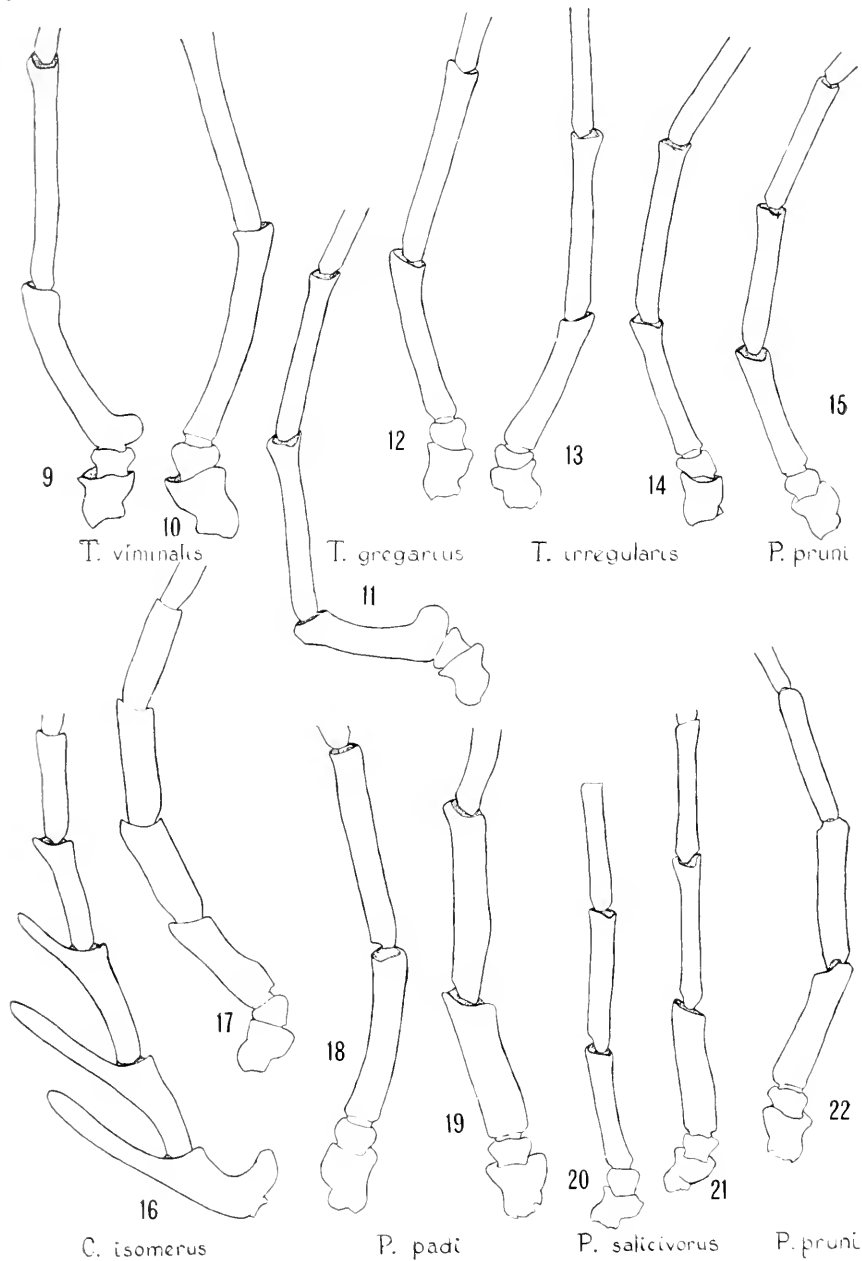 9
10
11
12
13
14
15
T. viminalis
T. gregarius
T. irregularis
P. pruni
16
17
18
19
20
21
22
C. isomerus
P. padi
P. salicivorus
P. pruni